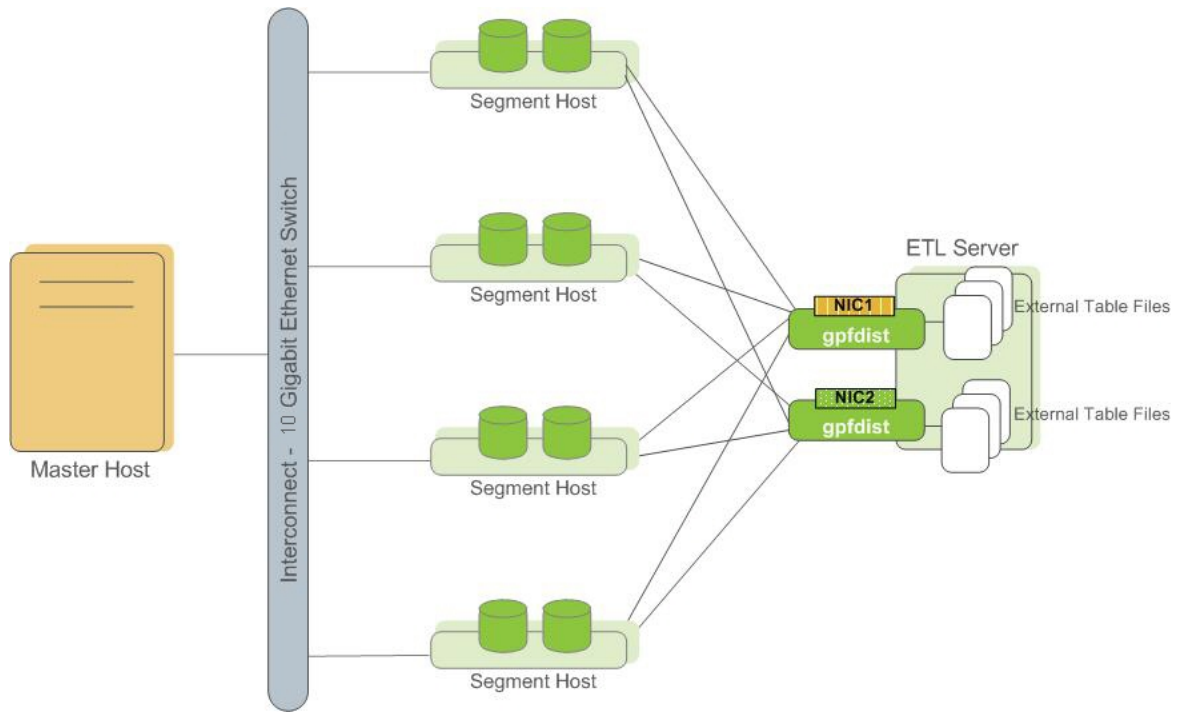 Master Host
Interconnect - 10 Gigabit Ethernet Switch
Segment Host
Segment Host
Segment Host
Segment Host
ETL Server
NIC1
gpfdist
External Table Files
NIC2
gpfdist
External Table Files